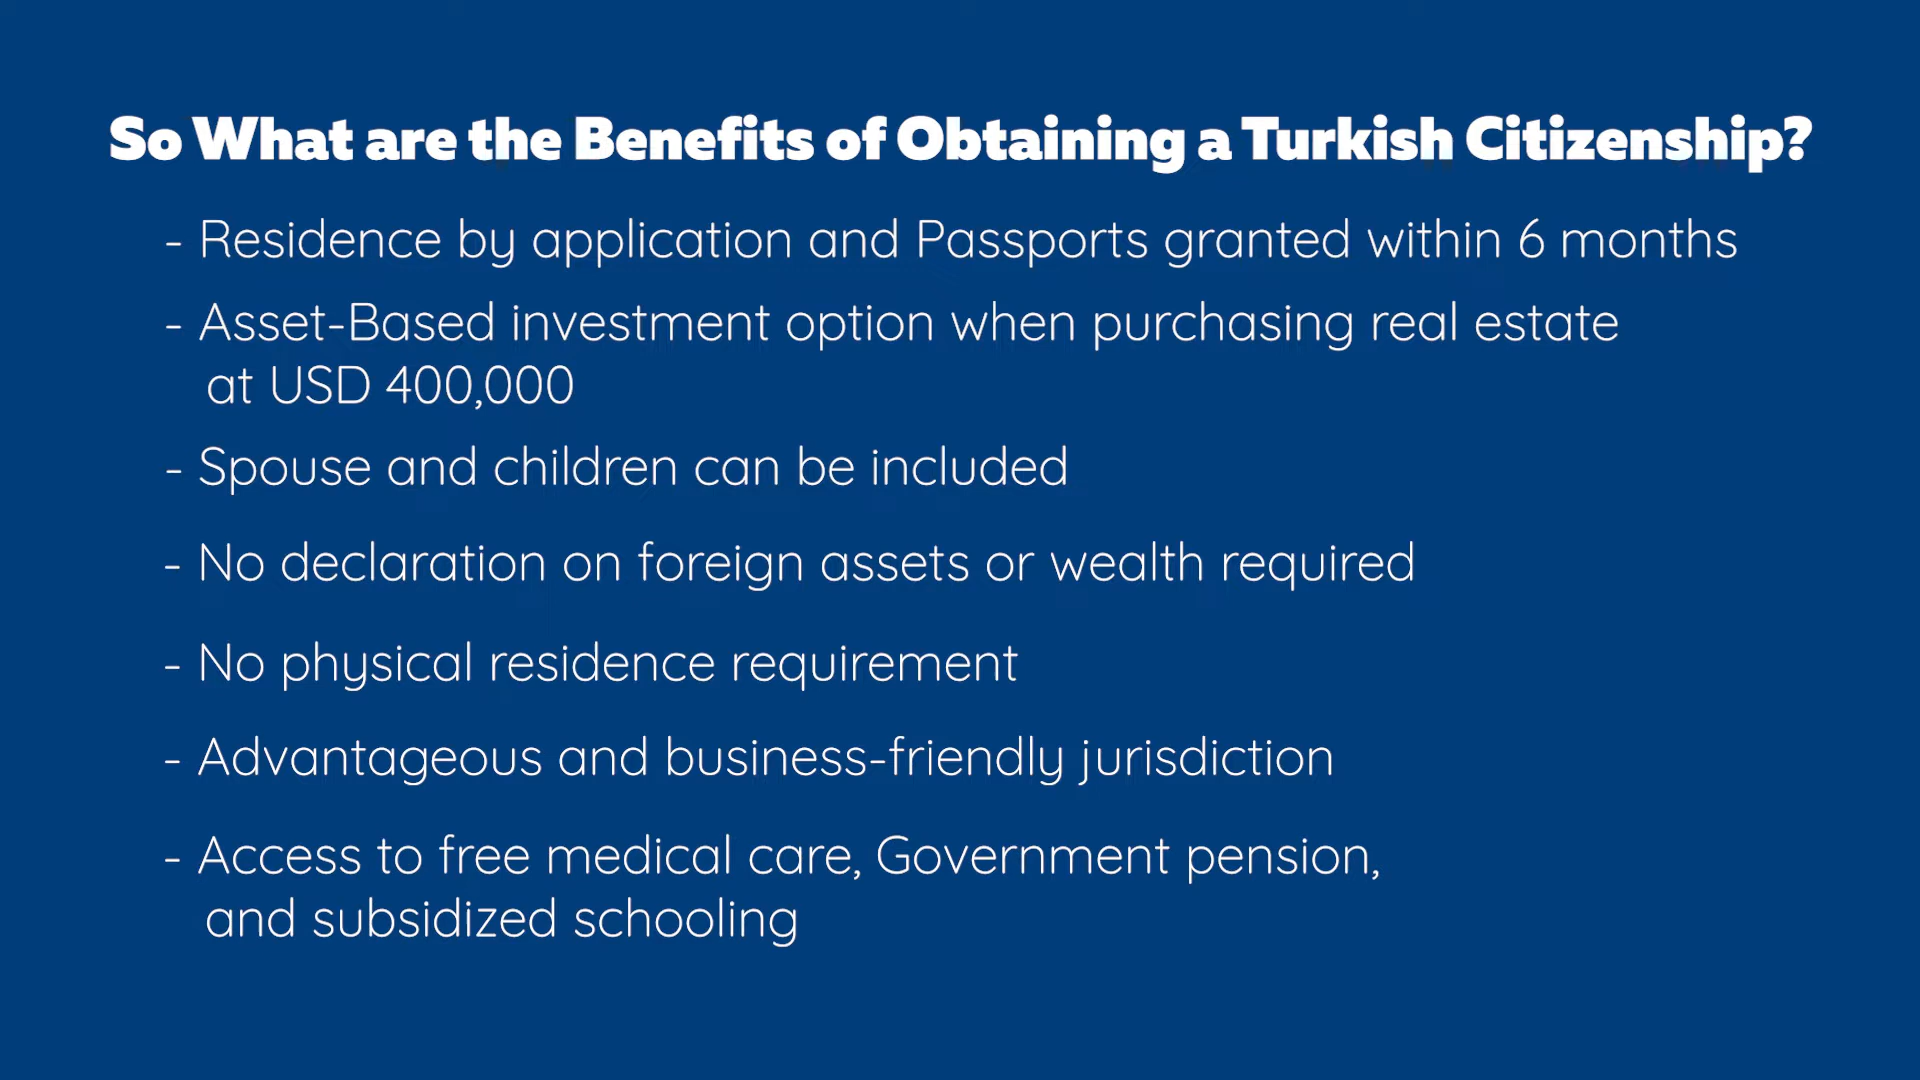 So What are the Benefits of Obtaining a Turkish Citizenship?
- Residence by application and Passports granted within 6 months
- Asset-Based investment option when purchasing real estate
at USD 400,000
- Spouse and children can be included
- No declaration on foreign assets or wealth required
- No physical residence requirement
- Advantageous and business-friendly jurisdiction
- Access to free medical care, Government pension,
and subsidized schooling